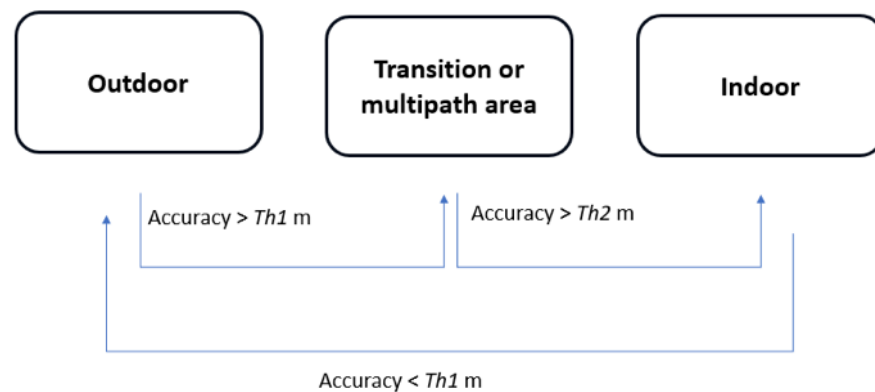 Outdoor
Transition or
multipath area
Indoor
Accuracy > Th1 m
Accuracy > Th2 m
Accuracy < Th1 m